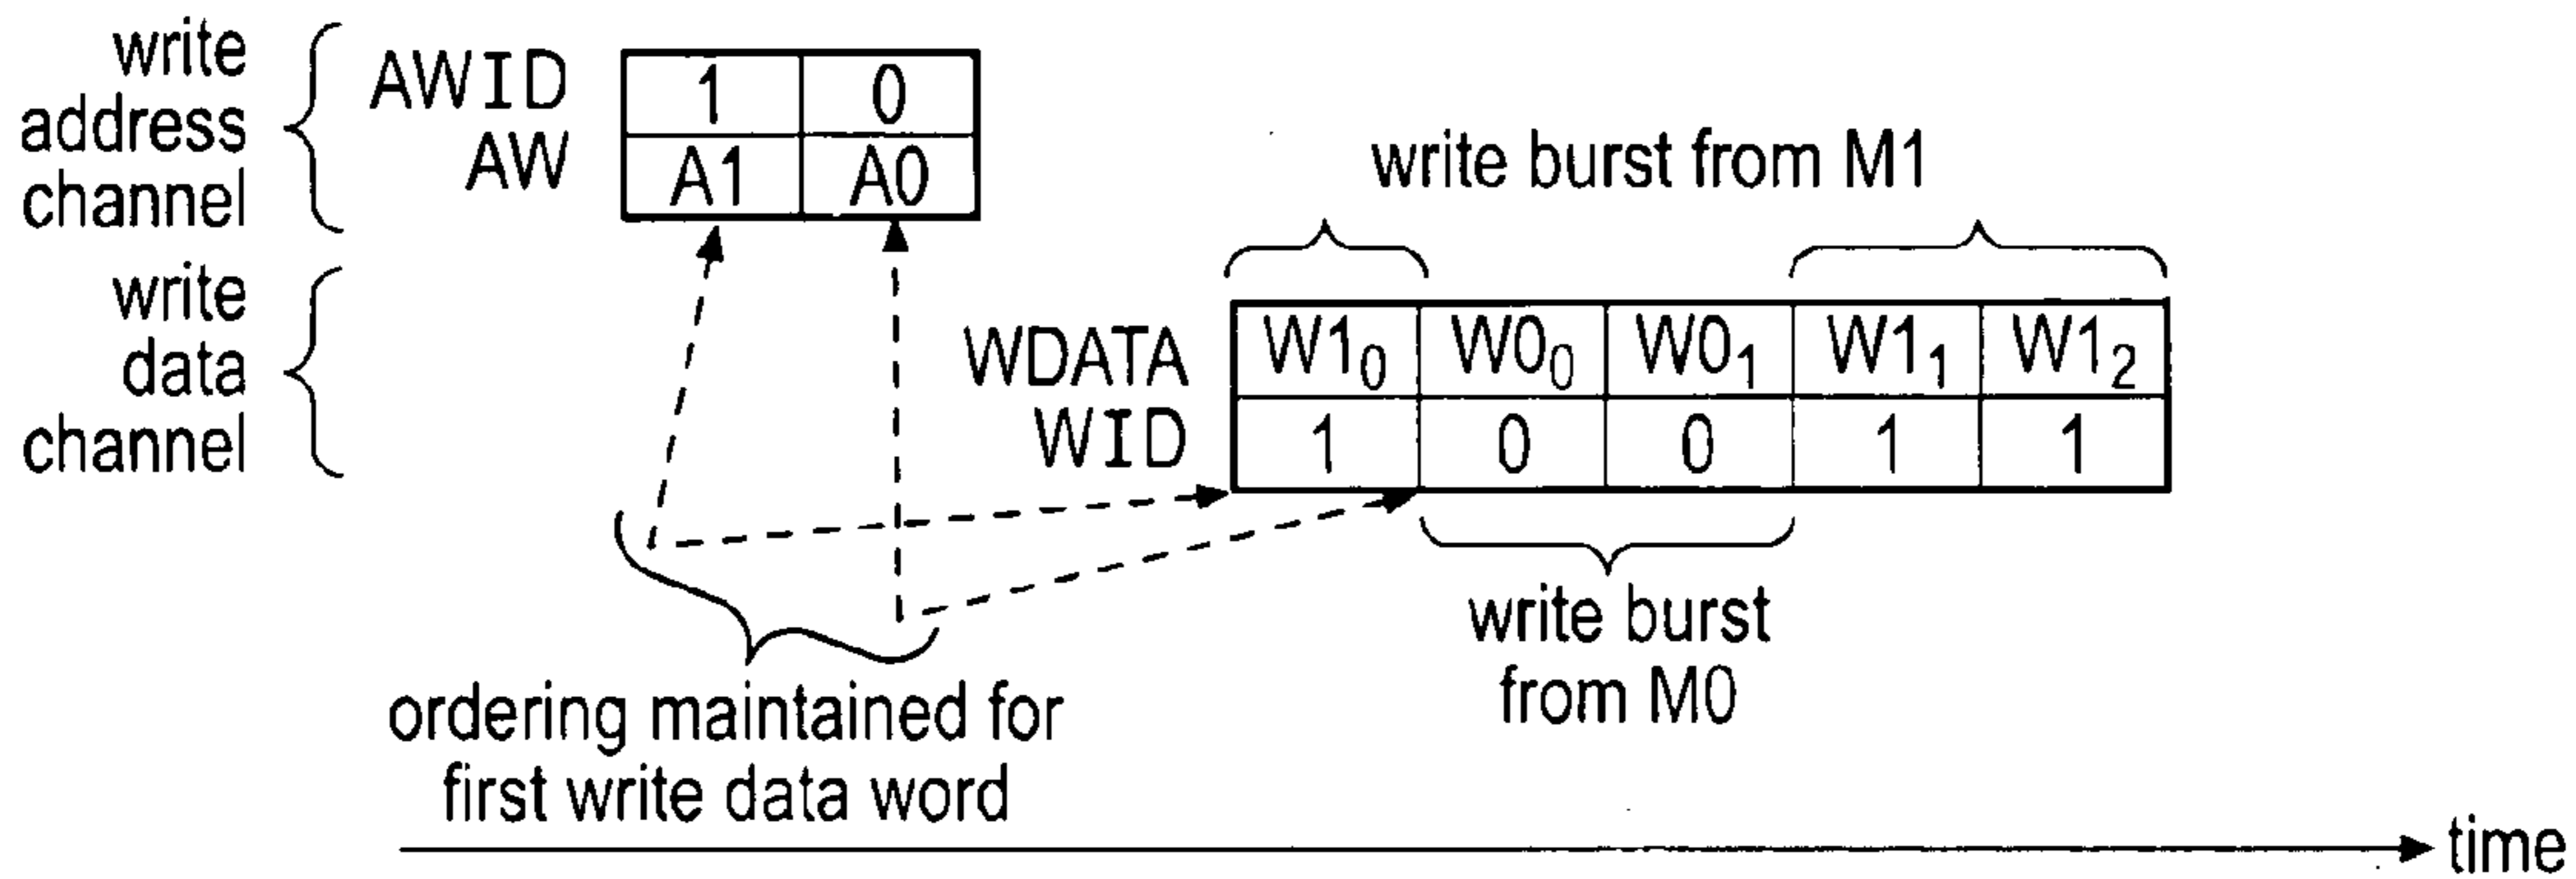 write
address
channel
AWID 1 0
AW A1 A0
write burst from M1
write
data
channel
WDATA W1₀ W0₀ W0₁ W1₁ W1₂
WID 1 0 0 1 1
write burst
from M0
ordering maintained for
first write data word
time